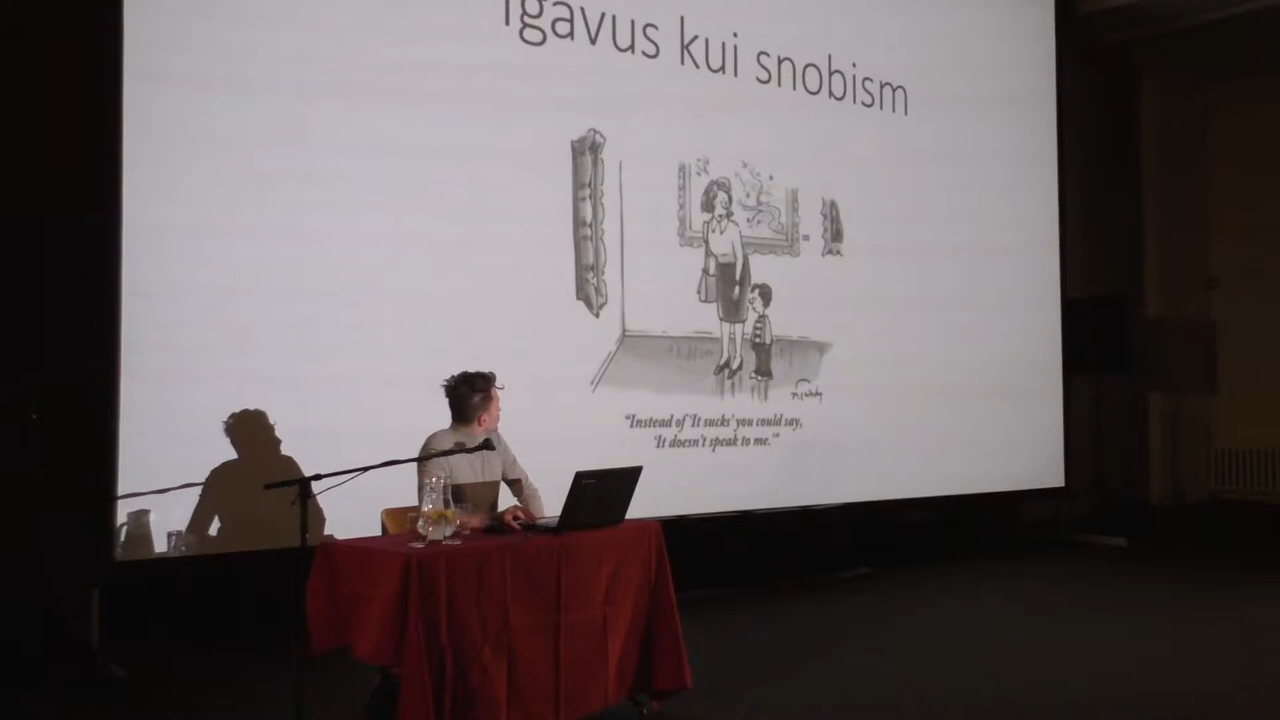 Igavus kui snobism
"Instead of 'It sucks' you could say,
'It doesn't speak to me.'"